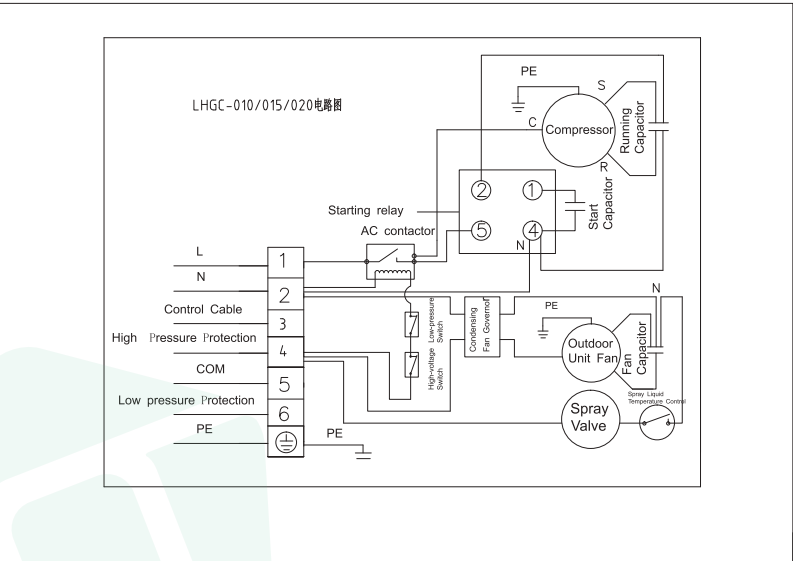 LHGC-010/015/020电路图
PE
S
C
Compressor
R
Running
Capacitor
2
1
5
4
N
Start
Capacitor
Starting relay
AC contactor
L
1
N
2
Control Cable
3
High Pressure Protection
4
COM
5
Low pressure Protection
6
PE
PE
Low-pressure
Switch
High-voltage
Switch
Condensing
Fan Governor
PE
Outdoor
Unit Fan
Fan
Capacitor
N
Spray
Valve
Spray Liquid
Temperature Control